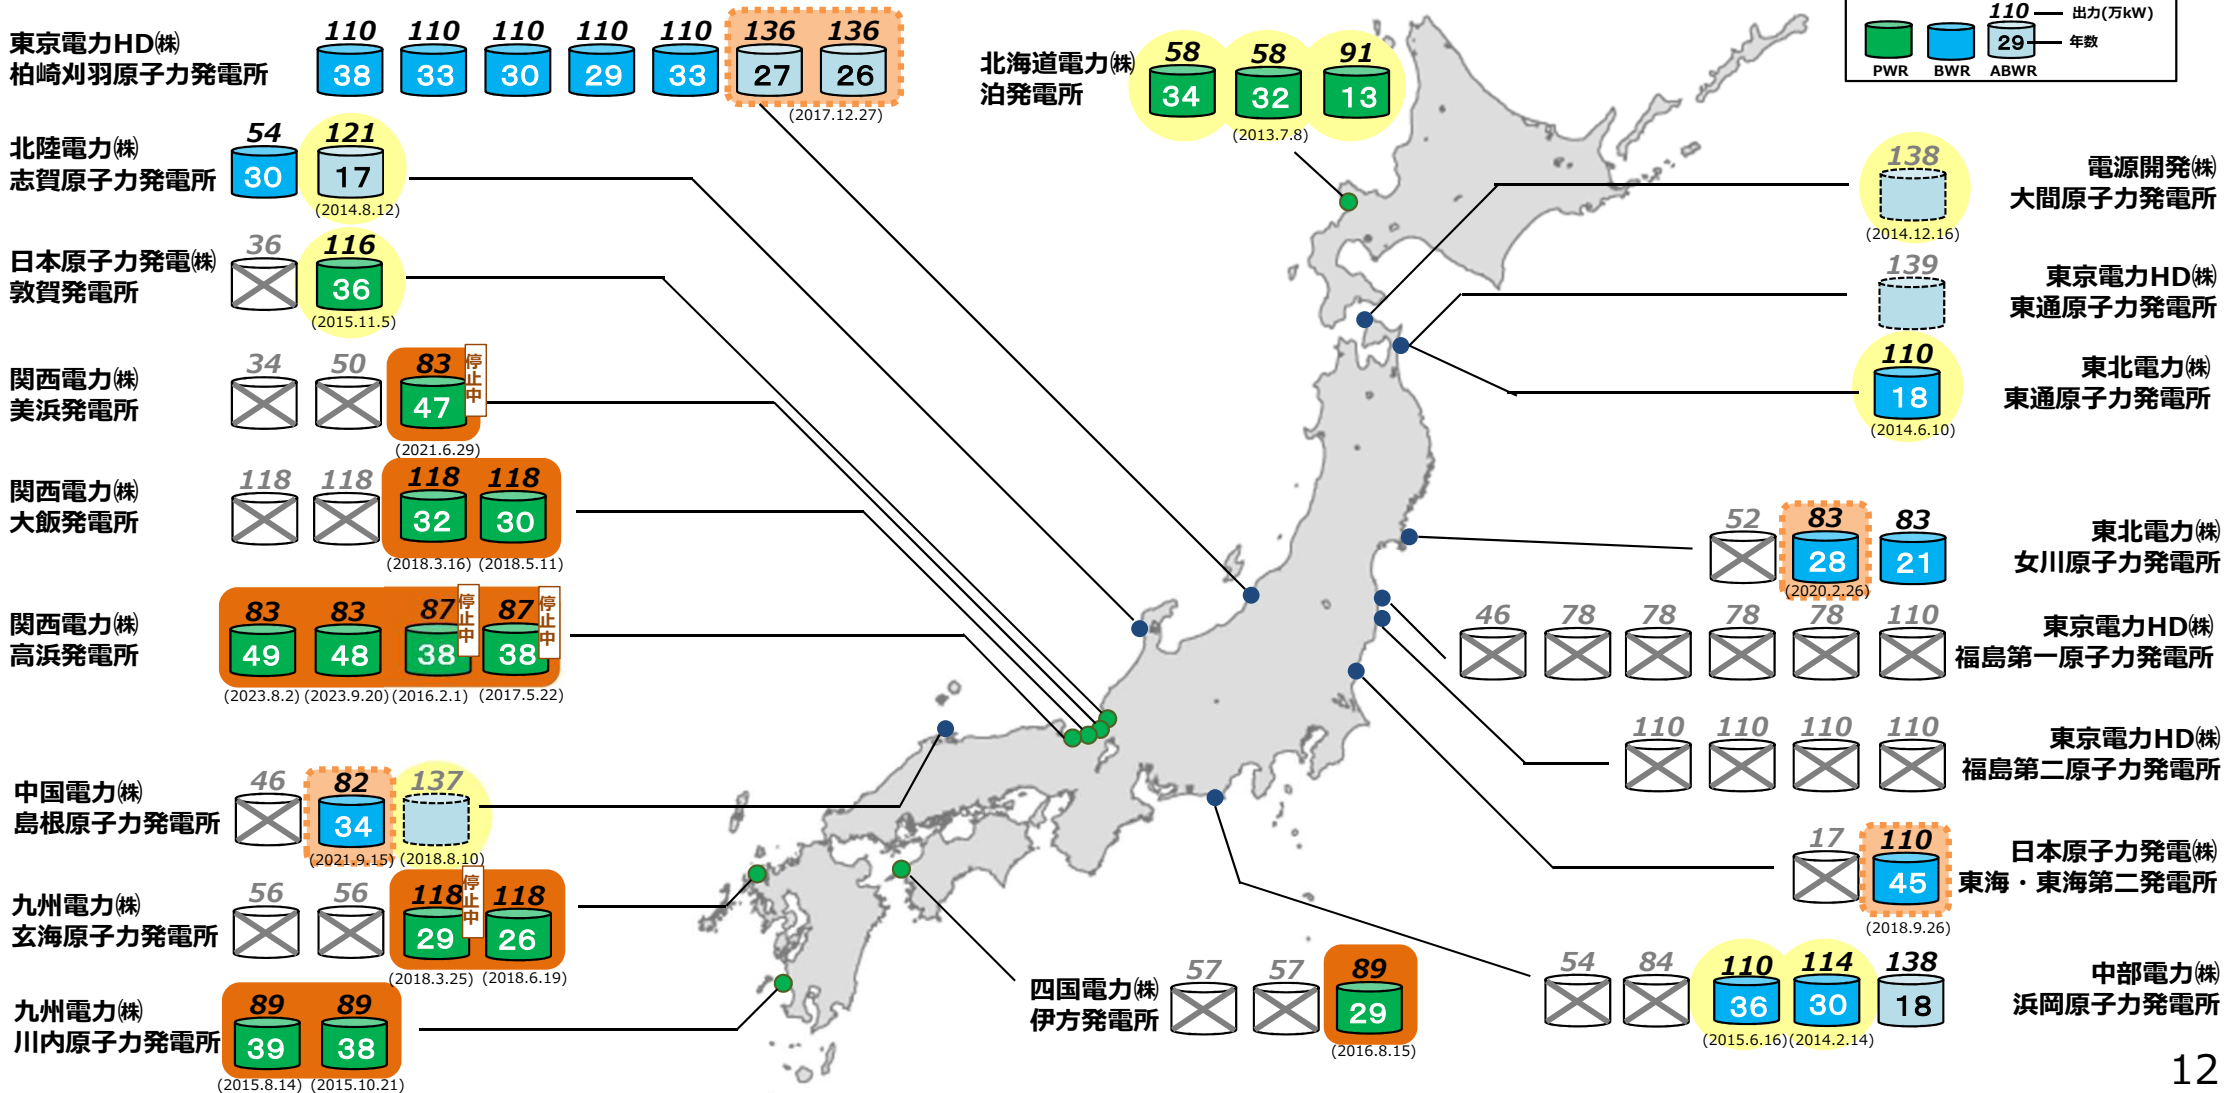 東京電力HD㈱
柏崎刈羽原子力発電所
110 110 110 110 110 136 136
38 33 30 29 33 27 26
(2017.12.27)
北海道電力㈱
泊発電所
58 58 91
34 32 13
(2013.7.8)
110 出力(万kW)
29 年数
PWR BWR ABWR
北陸電力㈱
志賀原子力発電所
54 121
30 17
(2014.8.12)
138
(2014.12.16)
電源開発㈱
大間原子力発電所
日本原子力発電㈱
敦賀発電所
36 116
36
(2015.11.5)
139
東京電力HD㈱
東通原子力発電所
関西電力㈱
美浜発電所
34 50 83
停止中
47
(2021.6.29)
110
18
(2014.6.10)
東北電力㈱
東通原子力発電所
関西電力㈱
大飯発電所
118 118 118 118
32 30
(2018.3.16) (2018.5.11)
52 83 83
28 21
(2020.2.26)
東北電力㈱
女川原子力発電所
関西電力㈱
高浜発電所
83 83 87 87
停止中 停止中
49 48 38 38
(2023.8.2) (2023.9.20) (2016.2.1) (2017.5.22)
46 78 78 78 78 110
東京電力HD㈱
福島第一原子力発電所
110 110 110 110
東京電力HD㈱
福島第二原子力発電所
中国電力㈱
島根原子力発電所
46 82 137
34
(2021.9.15) (2018.8.10)
17 110
45
(2018.9.26)
日本原子力発電㈱
東海・東海第二発電所
九州電力㈱
玄海原子力発電所
56 56 118 118
停止中
29 26
(2018.3.25) (2018.6.19)
四国電力㈱
伊方発電所
57 57 89
29
(2016.8.15)
54 84 110 114 138
36 30 18
(2015.6.16) (2014.2.14)
中部電力㈱
浜岡原子力発電所
九州電力㈱
川内原子力発電所
89 89
39 38
(2015.8.14) (2015.10.21)
12